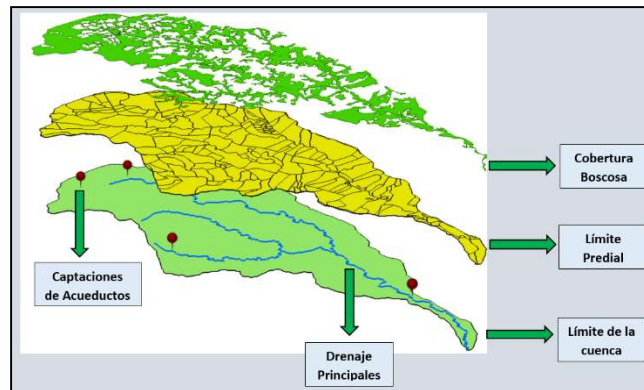 Cobertura
Boscosa
Límite
Predial
Captaciones
de Acueductos
Límite de la
cuenca
Drenaje
Principales